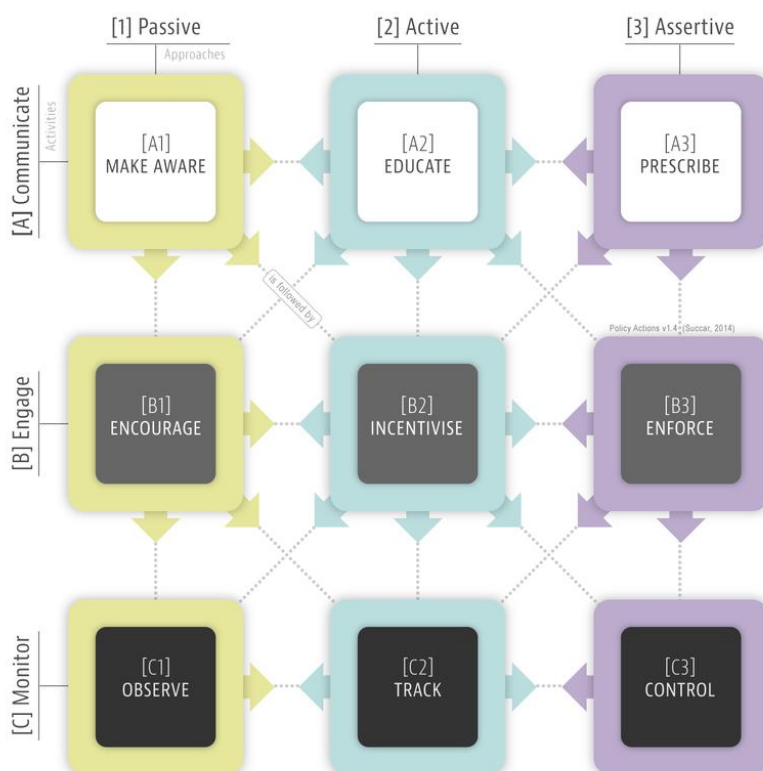 [1] Passive
[2] Active
[3] Assertive
Approaches
Activities
[A] Communicate
[A1]
MAKE AWARE
[A2]
EDUCATE
[A3]
PRESCRIBE
is followed by
Policy Actions v1.4 (Succar, 2014)
[B] Engage
[B1]
ENCOURAGE
[B2]
INCENTIVISE
[B3]
ENFORCE
[C] Monitor
[C1]
OBSERVE
[C2]
TRACK
[C3]
CONTROL